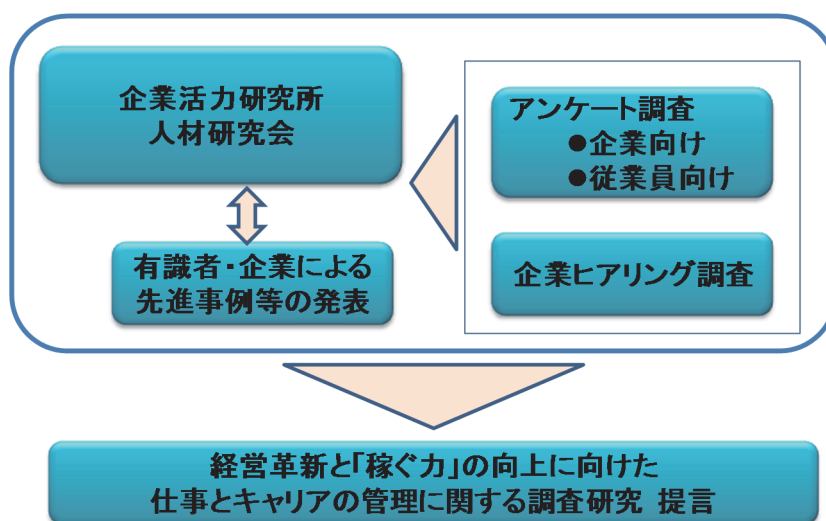 企業活力研究所
人材研究会
有識者・企業による
先進事例等の発表
アンケート調査
●企業向け
●従業員向け
企業ヒアリング調査
経営革新と「稼ぐ力」の向上に向けた
仕事とキャリアの管理に関する調査研究 提言